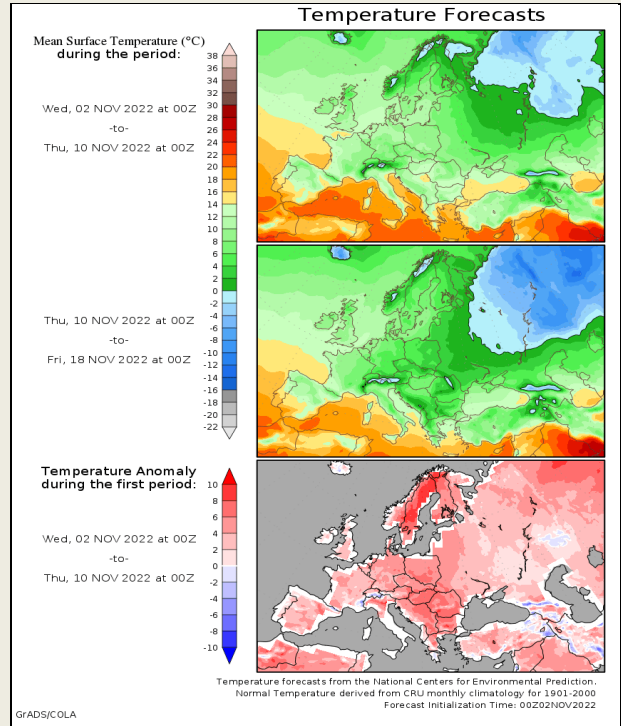 Temperature Forecasts
Mean Surface Temperature (°C)
during the period:
38
36
34
32
30
28
26
24
22
20
18
16
14
12
10
8
6
4
2
0
-2
-4
-6
-8
-10
-12
-14
-16
-18
-20
-22
Wed, 02 NOV 2022 at 00Z
-to-
Thu, 10 NOV 2022 at 00Z
Thu, 10 NOV 2022 at 00Z
-to-
Fri, 18 NOV 2022 at 00Z
Temperature Anomaly
during the first period:
10
8
6
4
2
0
-2
-4
-6
-8
-10
Wed, 02 NOV 2022 at 00Z
-to-
Thu, 10 NOV 2022 at 00Z
Temperature forecasts from the National Centers for Environmental Prediction.
Normal Temperature derived from CRU monthly climatology for 1901-2000
Forecast Initialization Time: 00Z02NOV2022
GrADS/COLA